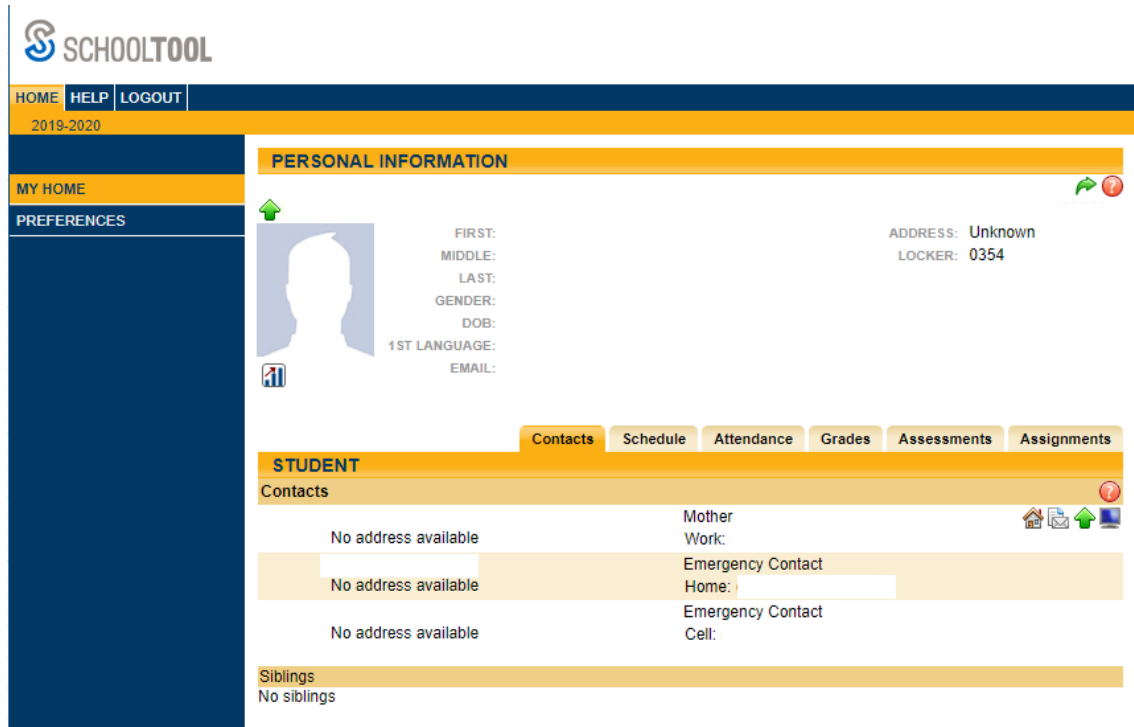 SCHOOLTOOL
HOME HELP LOGOUT
2019-2020
MY HOME
PREFERENCES
PERSONAL INFORMATION
FIRST:
MIDDLE:
LAST:
GENDER:
DOB:
1ST LANGUAGE:
EMAIL:
ADDRESS: Unknown
LOCKER: 0354
Contacts Schedule Attendance Grades Assessments Assignments
STUDENT
Contacts
Mother
No address available Work:
Emergency Contact
No address available Home:
Emergency Contact
No address available Cell:
Siblings
No siblings